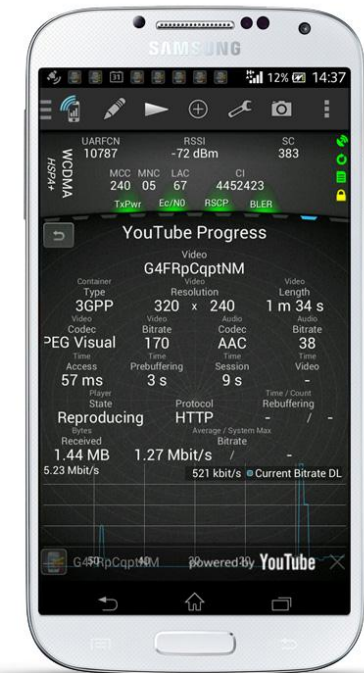 SAMSUNG
31 12% 14:37
UARFCN RSSI SC
10787 -72 dBm 383
WCDMA
HSPA+
MCC MNC LAC CI
240 05 67 4452423
TxPwr Ec/N0 RSCP BLER
YouTube Progress
Video
G4FRpCqptNM
Container Video Video
Type Resolution Length
3GPP 320 x 240 1 m 34 s
Video Video Audio Audio
Codec Bitrate Codec Bitrate
PEG Visual 170 AAC 38
Time Time Time Time
Access Prebuffering Session Video
57 ms 3 s 9 s -
Player Time / Count
State Protocol Rebuffering
Reproducing HTTP - / -
Bytes Average / System Max
Received Bitrate
1.44 MB 1.27 Mbit/s / -
5.23 Mbit/s 521 kbit/s Current Bitrate DL
-50 -40 -20
G4FRpCqptNM powered by YouTube